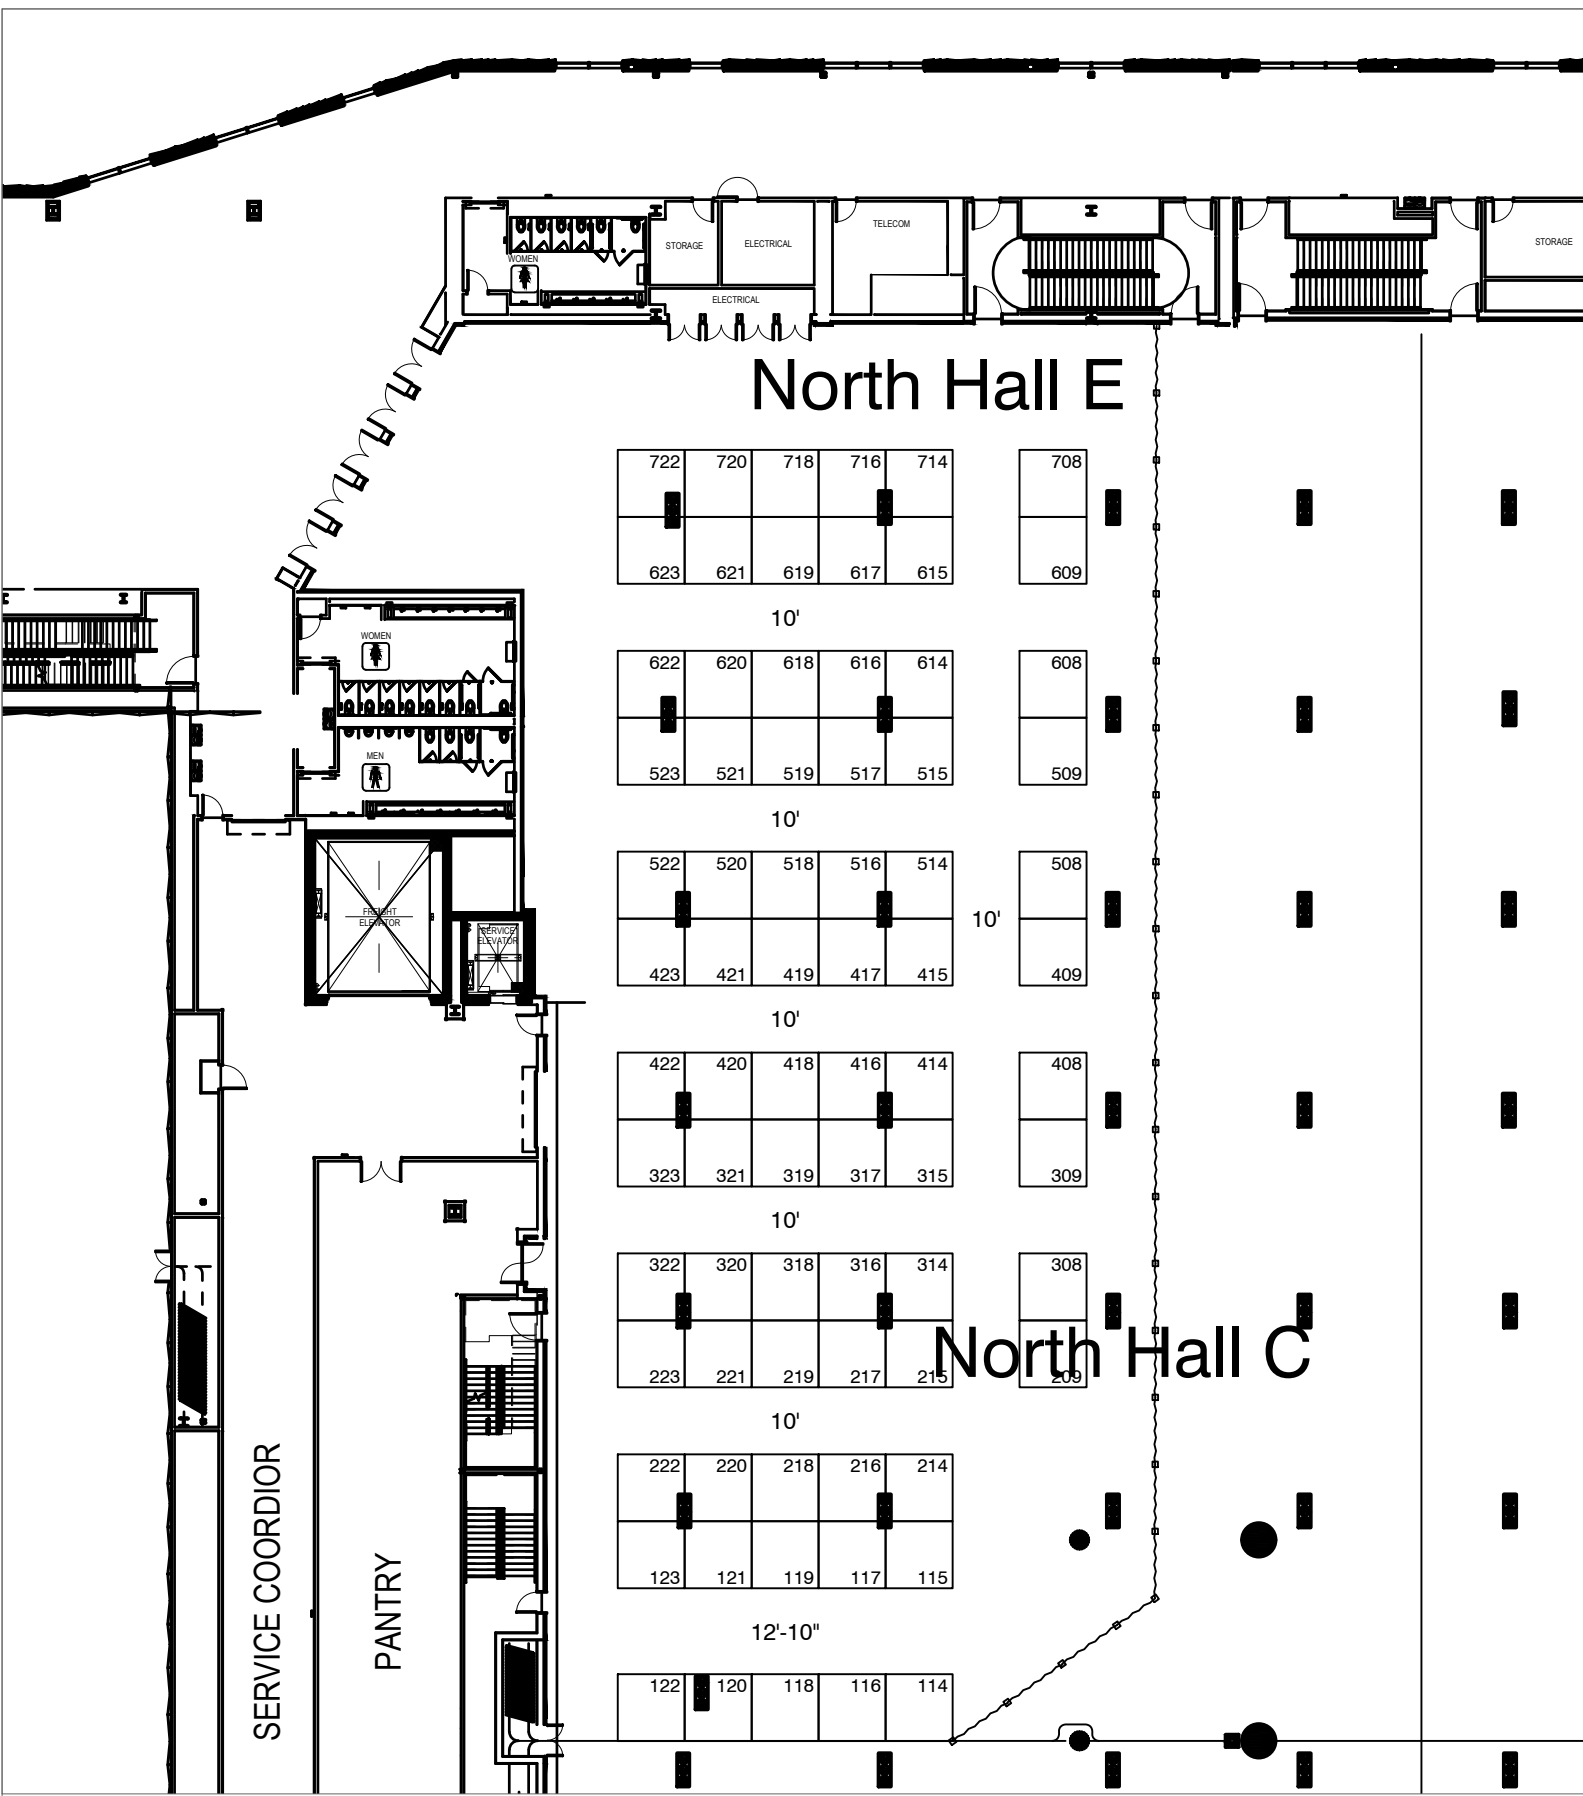 WOMEN
STORAGE
ELECTRICAL
TELECOM
STORAGE
ELECTRICAL
North Hall E
722 720 718 716 714 708
623 621 619 617 615 609
10'
WOMEN
622 620 618 616 614 608
MEN
523 521 519 517 515 509
10'
522 520 518 516 514 508
FREIGHT
ELEVATOR
SERVICE
ELEVATOR
10'
423 421 419 417 415 409
10'
422 420 418 416 414 408
323 321 319 317 315 309
10'
322 320 318 316 314 308
North Hall C
223 221 219 217 215 209
10'
222 220 218 216 214
SERVICE COORDIOR
PANTRY
123 121 119 117 115
12'-10"
122 120 118 116 114